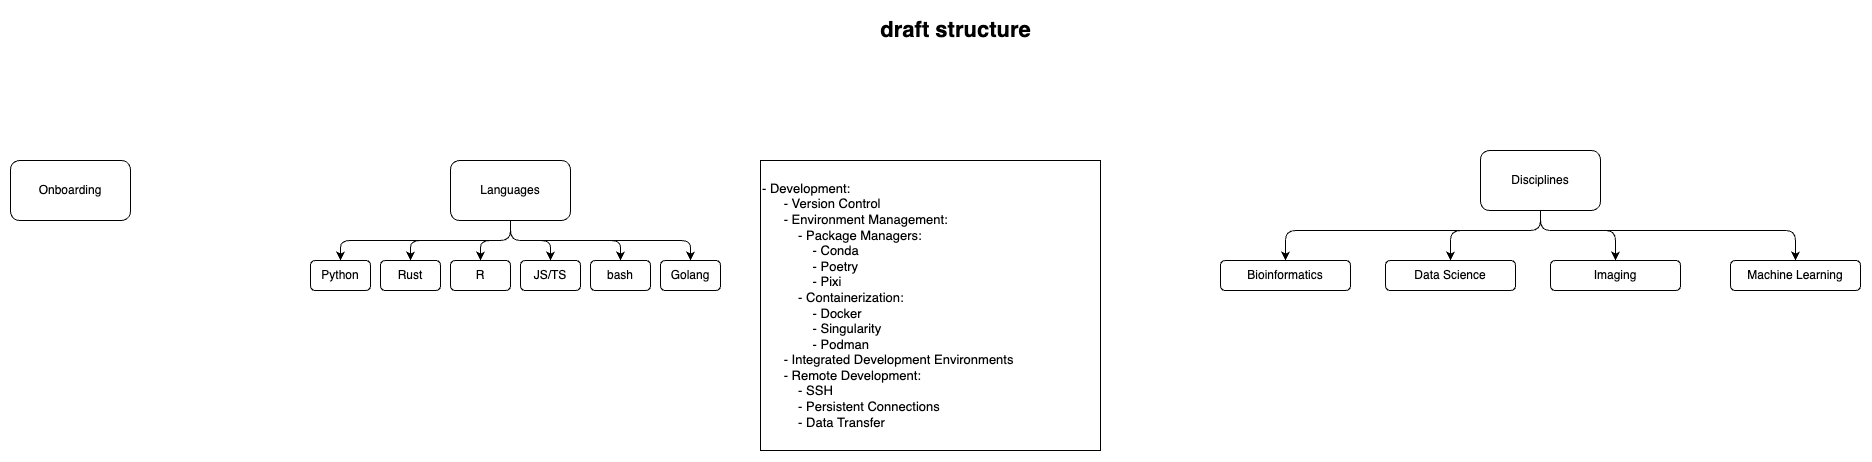 draft structure
Onboarding
Languages
Python
Rust
R
JS/TS
bash
Golang
- Development:
- Version Control
- Environment Management:
- Package Managers:
- Conda
- Poetry
- Pixi
- Containerization:
- Docker
- Singularity
- Podman
- Integrated Development Environments
- Remote Development:
- SSH
- Persistent Connections
- Data Transfer
Disciplines
Bioinformatics
Data Science
Imaging
Machine Learning